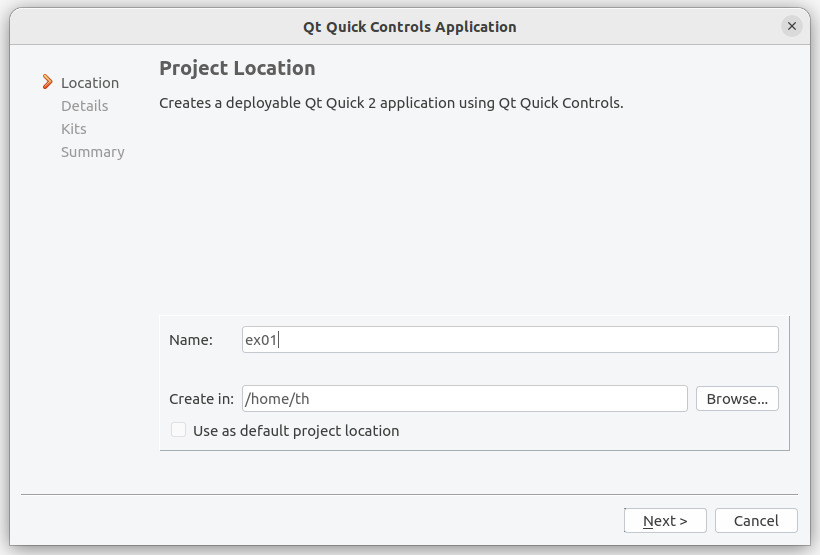 Qt Quick Controls Application
Location
Details
Kits
Summary
Project Location
Creates a deployable Qt Quick 2 application using Qt Quick Controls.
Name: ex01
Create in: /home/th Browse...
Use as default project location
Next > Cancel